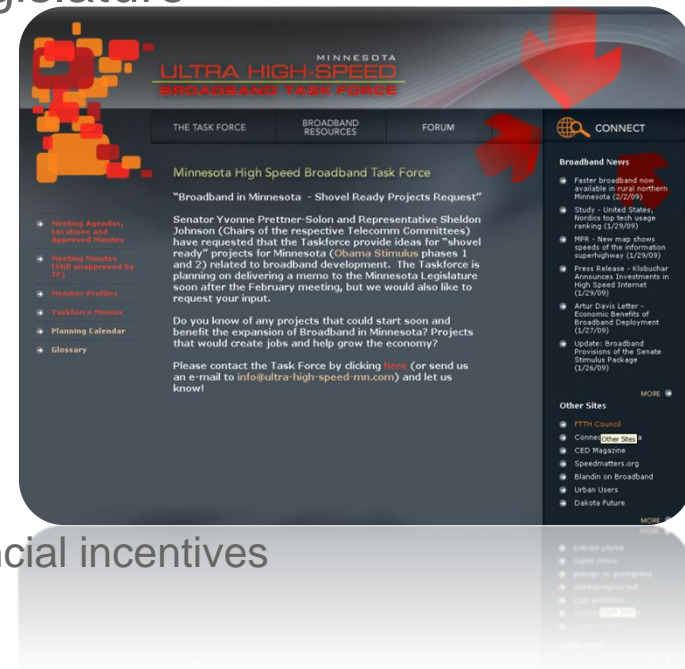 gislature
MINNESOTA
ULTRA HIGH-SPEED
BROADBAND TASK FORCE
THE TASK FORCE
BROADBAND
RESOURCES
FORUM
CONNECT
Meeting Agendas,
Locations and
Approved Minutes
Meeting Minutes
(Still unapproved by
TF)
Member Profiles
Taskforce Memos
Planning Calendar
Glossary
Minnesota High Speed Broadband Task Force
"Broadband in Minnesota - Shovel Ready Projects Request"
Senator Yvonne Prettner-Solon and Representative Sheldon
Johnson (Chairs of the respective Telecomm Committees)
have requested that the Taskforce provide ideas for "shovel
ready" projects for Minnesota (Obama Stimulus phases 1
and 2) related to broadband development. The Taskforce is
planning on delivering a memo to the Minnesota Legislature
soon after the February meeting, but we would also like to
request your input.
Do you know of any projects that could start soon and
benefit the expansion of Broadband in Minnesota? Projects
that would create jobs and help grow the economy?
Please contact the Task Force by clicking here (or send us
an e-mail to info@ultra-high-speed-mn.com) and let us
know!
Broadband News
Faster broadband now
available in rural northern
Minnesota (2/2/09)
Study - United States,
Nordics top tech usage
ranking (1/29/09)
MPR - New map shows
speeds of the information
superhighway (1/29/09)
Press Release - Klobuchar
Announces Investments in
High Speed Internet
(1/29/09)
Artur Davis Letter -
Economic Benefits of
Broadband Deployment
(1/27/09)
Update: Broadband
Provisions of the Senate
Stimulus Package
(1/26/09)
MORE
Other Sites
FTTH Council
Connec Other Sites a
CED Magazine
Speedmatters.org
Blandin on Broadband
Urban Users
Dakota Future
MORE
ncial incentives